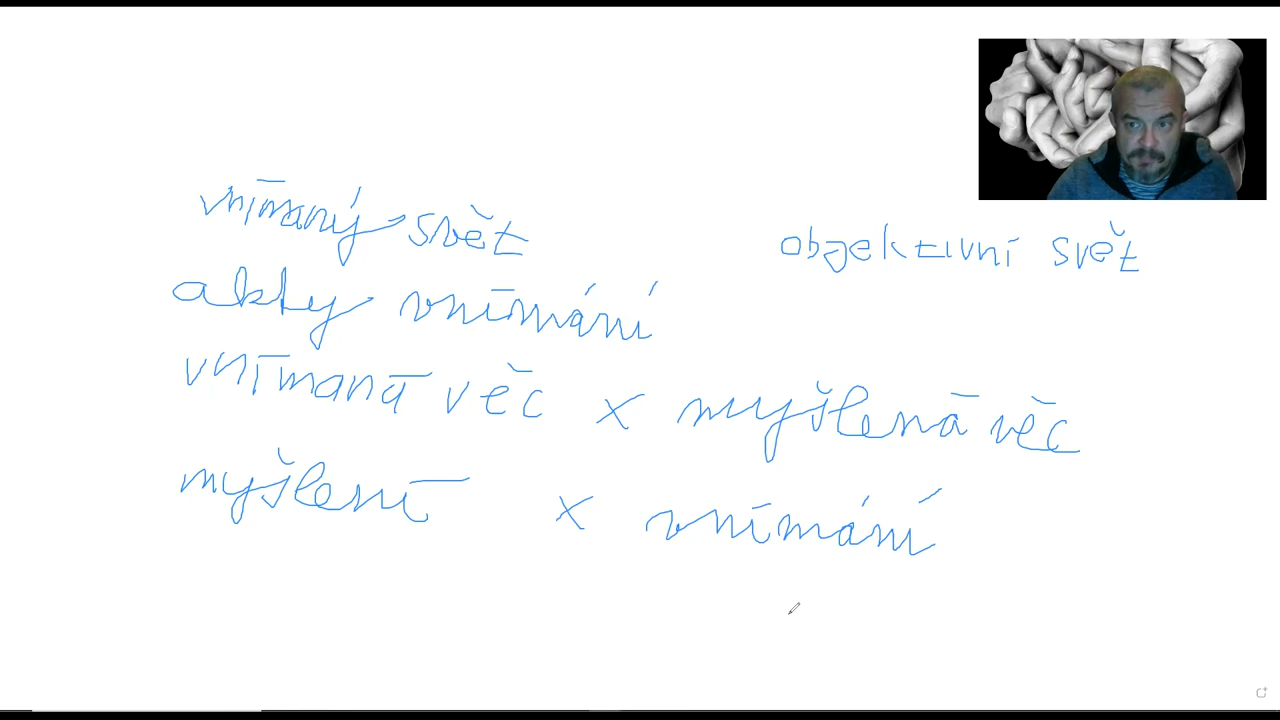 vnímaný svět
objektivní svět
akty vnímání
vnímaná věc x myšlená věc
myšlení x vnímání